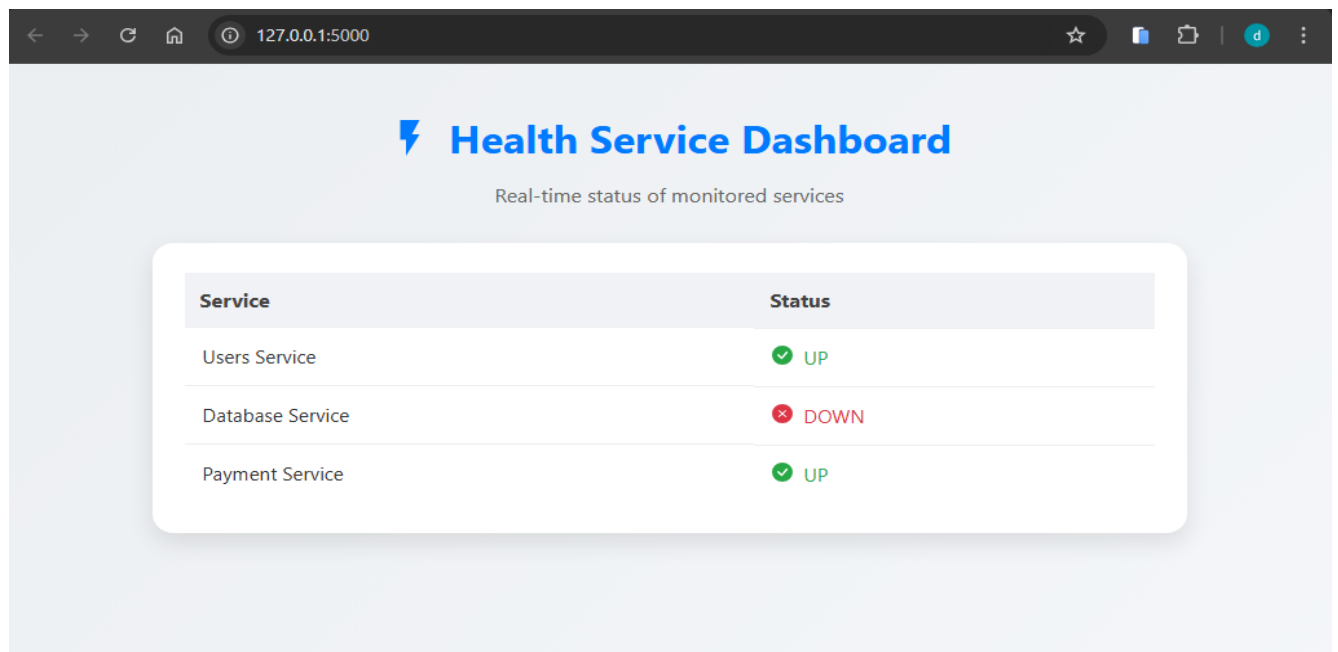 127.0.0.1:5000
d
Health Service Dashboard
Real-time status of monitored services
Service Status
Users Service UP
Database Service DOWN
Payment Service UP